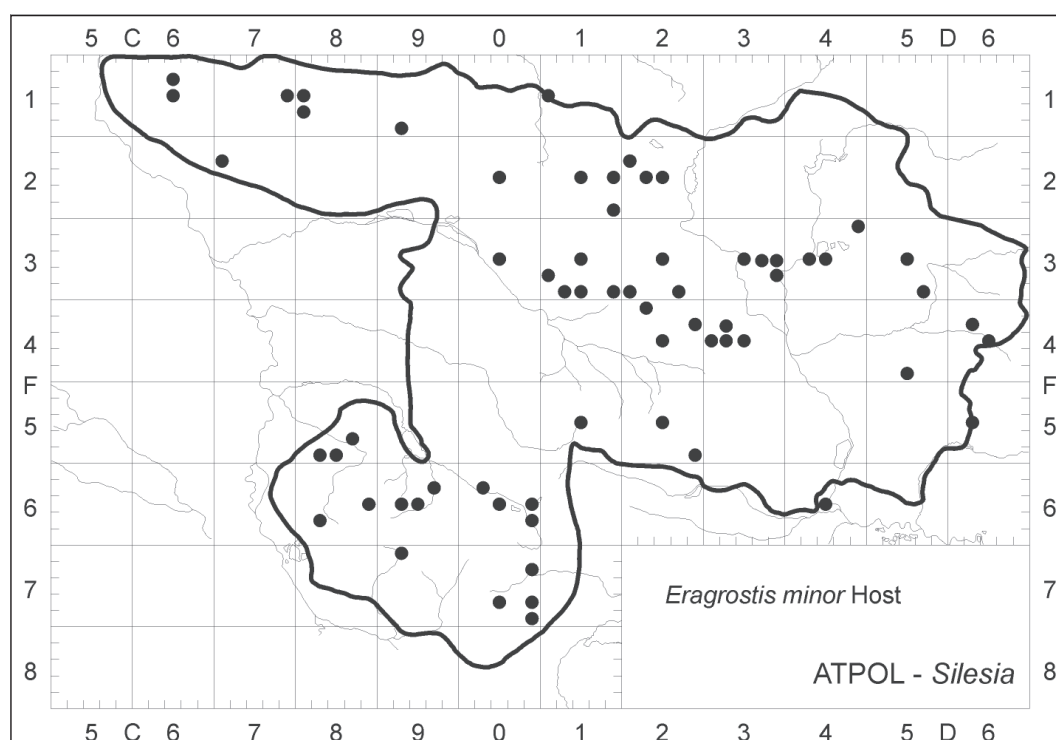 5 C 6 7 8 9 0 1 2 3 4 5 D 6
1 1
2 2
3 3
4 4
F F
5 5
6 6
7 Eragrostis minor Host 7
8 ATPOL - Silesia 8
5 C 6 7 8 9 0 1 2 3 4 5 D 6